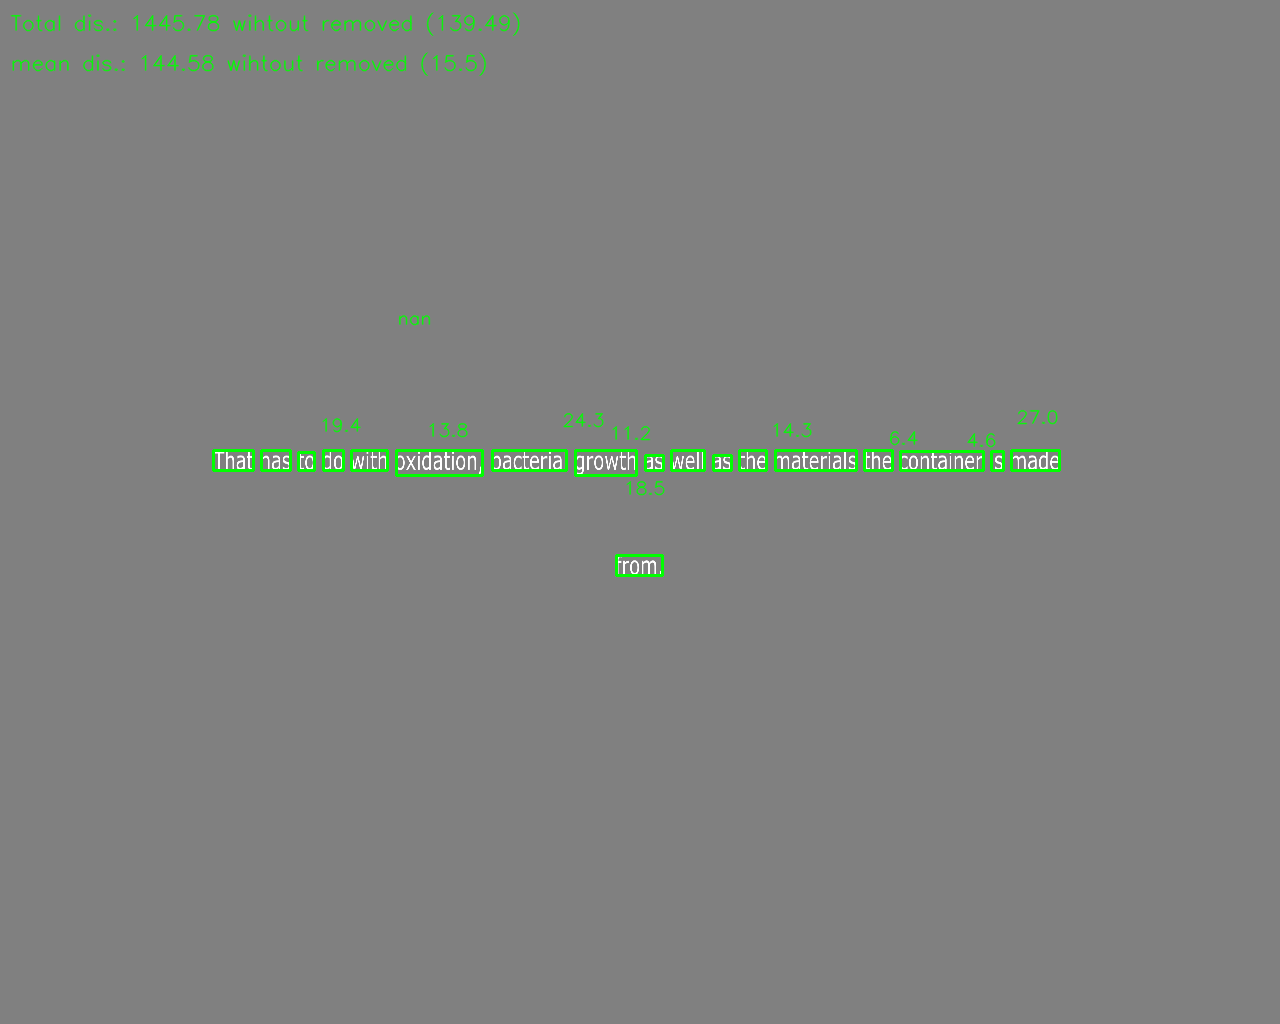 Total dis.: 1445.78 wihtout removed (139.49)
mean dis.: 144.58 wihtout removed (15.5)
nan
19.4 13.8 24.3 11.2 14.3 6.4 4.6 27.0
That has to do with oxidation, bacterial growth as well as the materials the container s made
18.5
from.